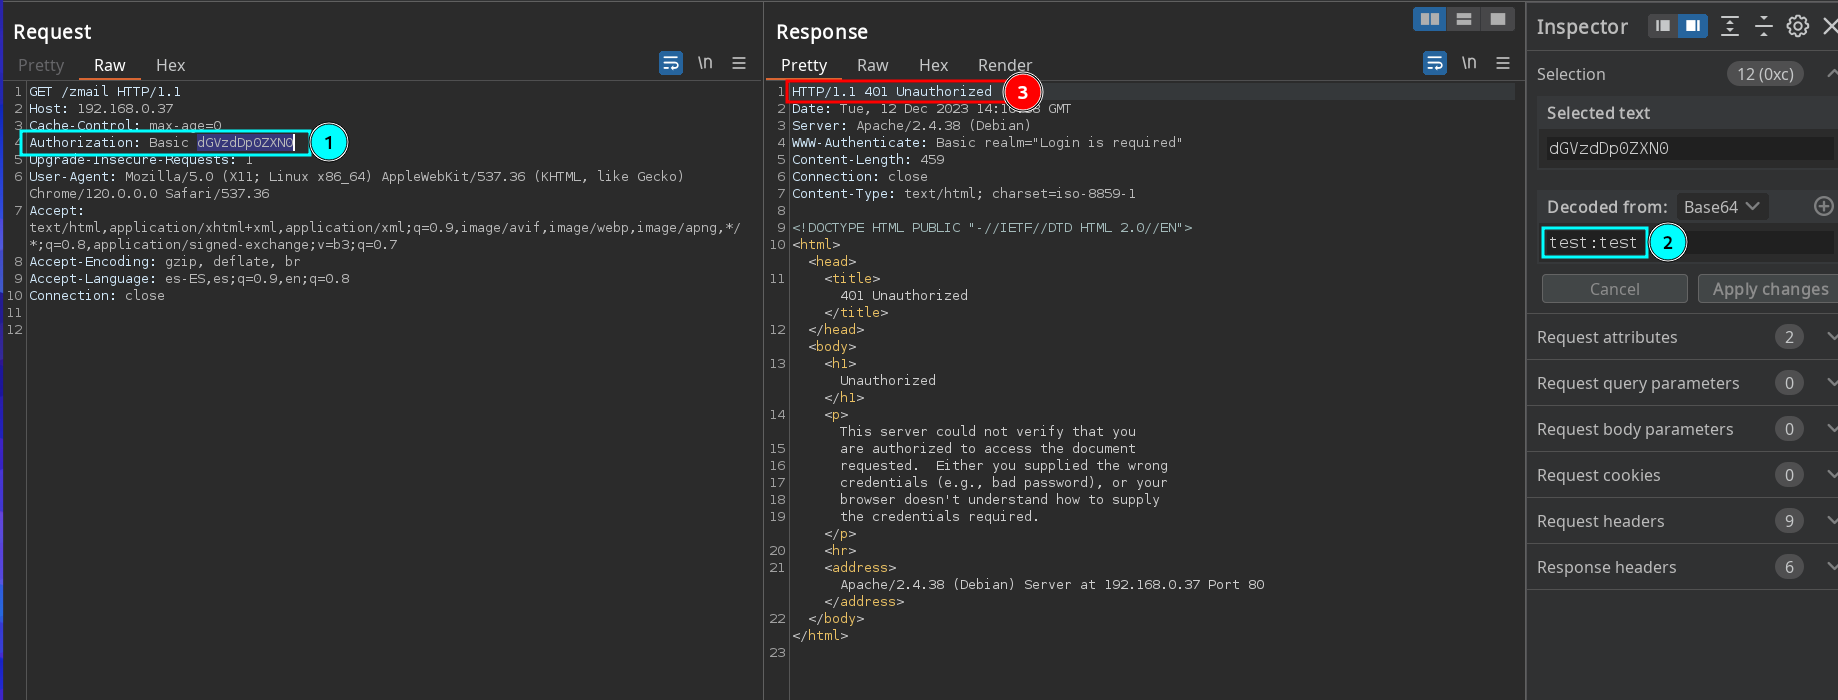 Request
Pretty Raw Hex \n
1 GET /zmail HTTP/1.1
2 Host: 192.168.0.37
3 Cache-Control: max-age=0
4 Authorization: Basic dGVzdDp0ZXN0
1
5 Upgrade-Insecure-Requests: 1
6 User-Agent: Mozilla/5.0 (X11; Linux x86_64) AppleWebKit/537.36 (KHTML, like Gecko)
Chrome/120.0.0.0 Safari/537.36
7 Accept:
text/html,application/xhtml+xml,application/xml;q=0.9,image/avif,image/webp,image/apng,*/
*;q=0.8,application/signed-exchange;v=b3;q=0.7
8 Accept-Encoding: gzip, deflate, br
9 Accept-Language: es-ES,es;q=0.9,en;q=0.8
10 Connection: close
11
12
Response
Pretty Raw Hex Render \n
1 HTTP/1.1 401 Unauthorized
3
2 Date: Tue, 12 Dec 2023 14:1 GMT
3 Server: Apache/2.4.38 (Debian)
4 WWW-Authenticate: Basic realm="Login is required"
5 Content-Length: 459
6 Connection: close
7 Content-Type: text/html; charset=iso-8859-1
8
9 <!DOCTYPE HTML PUBLIC "-//IETF//DTD HTML 2.0//EN">
10 <html>
<head>
11 <title>
401 Unauthorized
</title>
12 </head>
<body>
13 <h1>
Unauthorized
</h1>
14 <p>
This server could not verify that you
15 are authorized to access the document
16 requested.  Either you supplied the wrong
17 credentials (e.g., bad password), or your
18 browser doesn't understand how to supply
19 the credentials required.
</p>
20 <hr>
21 <address>
Apache/2.4.38 (Debian) Server at 192.168.0.37 Port 80
</address>
22 </body>
</html>
23
Inspector
Selection 12 (0xc)
Selected text
dGVzdDp0ZXN0
Decoded from: Base64
test:test
2
Cancel Apply changes
Request attributes 2
Request query parameters 0
Request body parameters 0
Request cookies 0
Request headers 9
Response headers 6